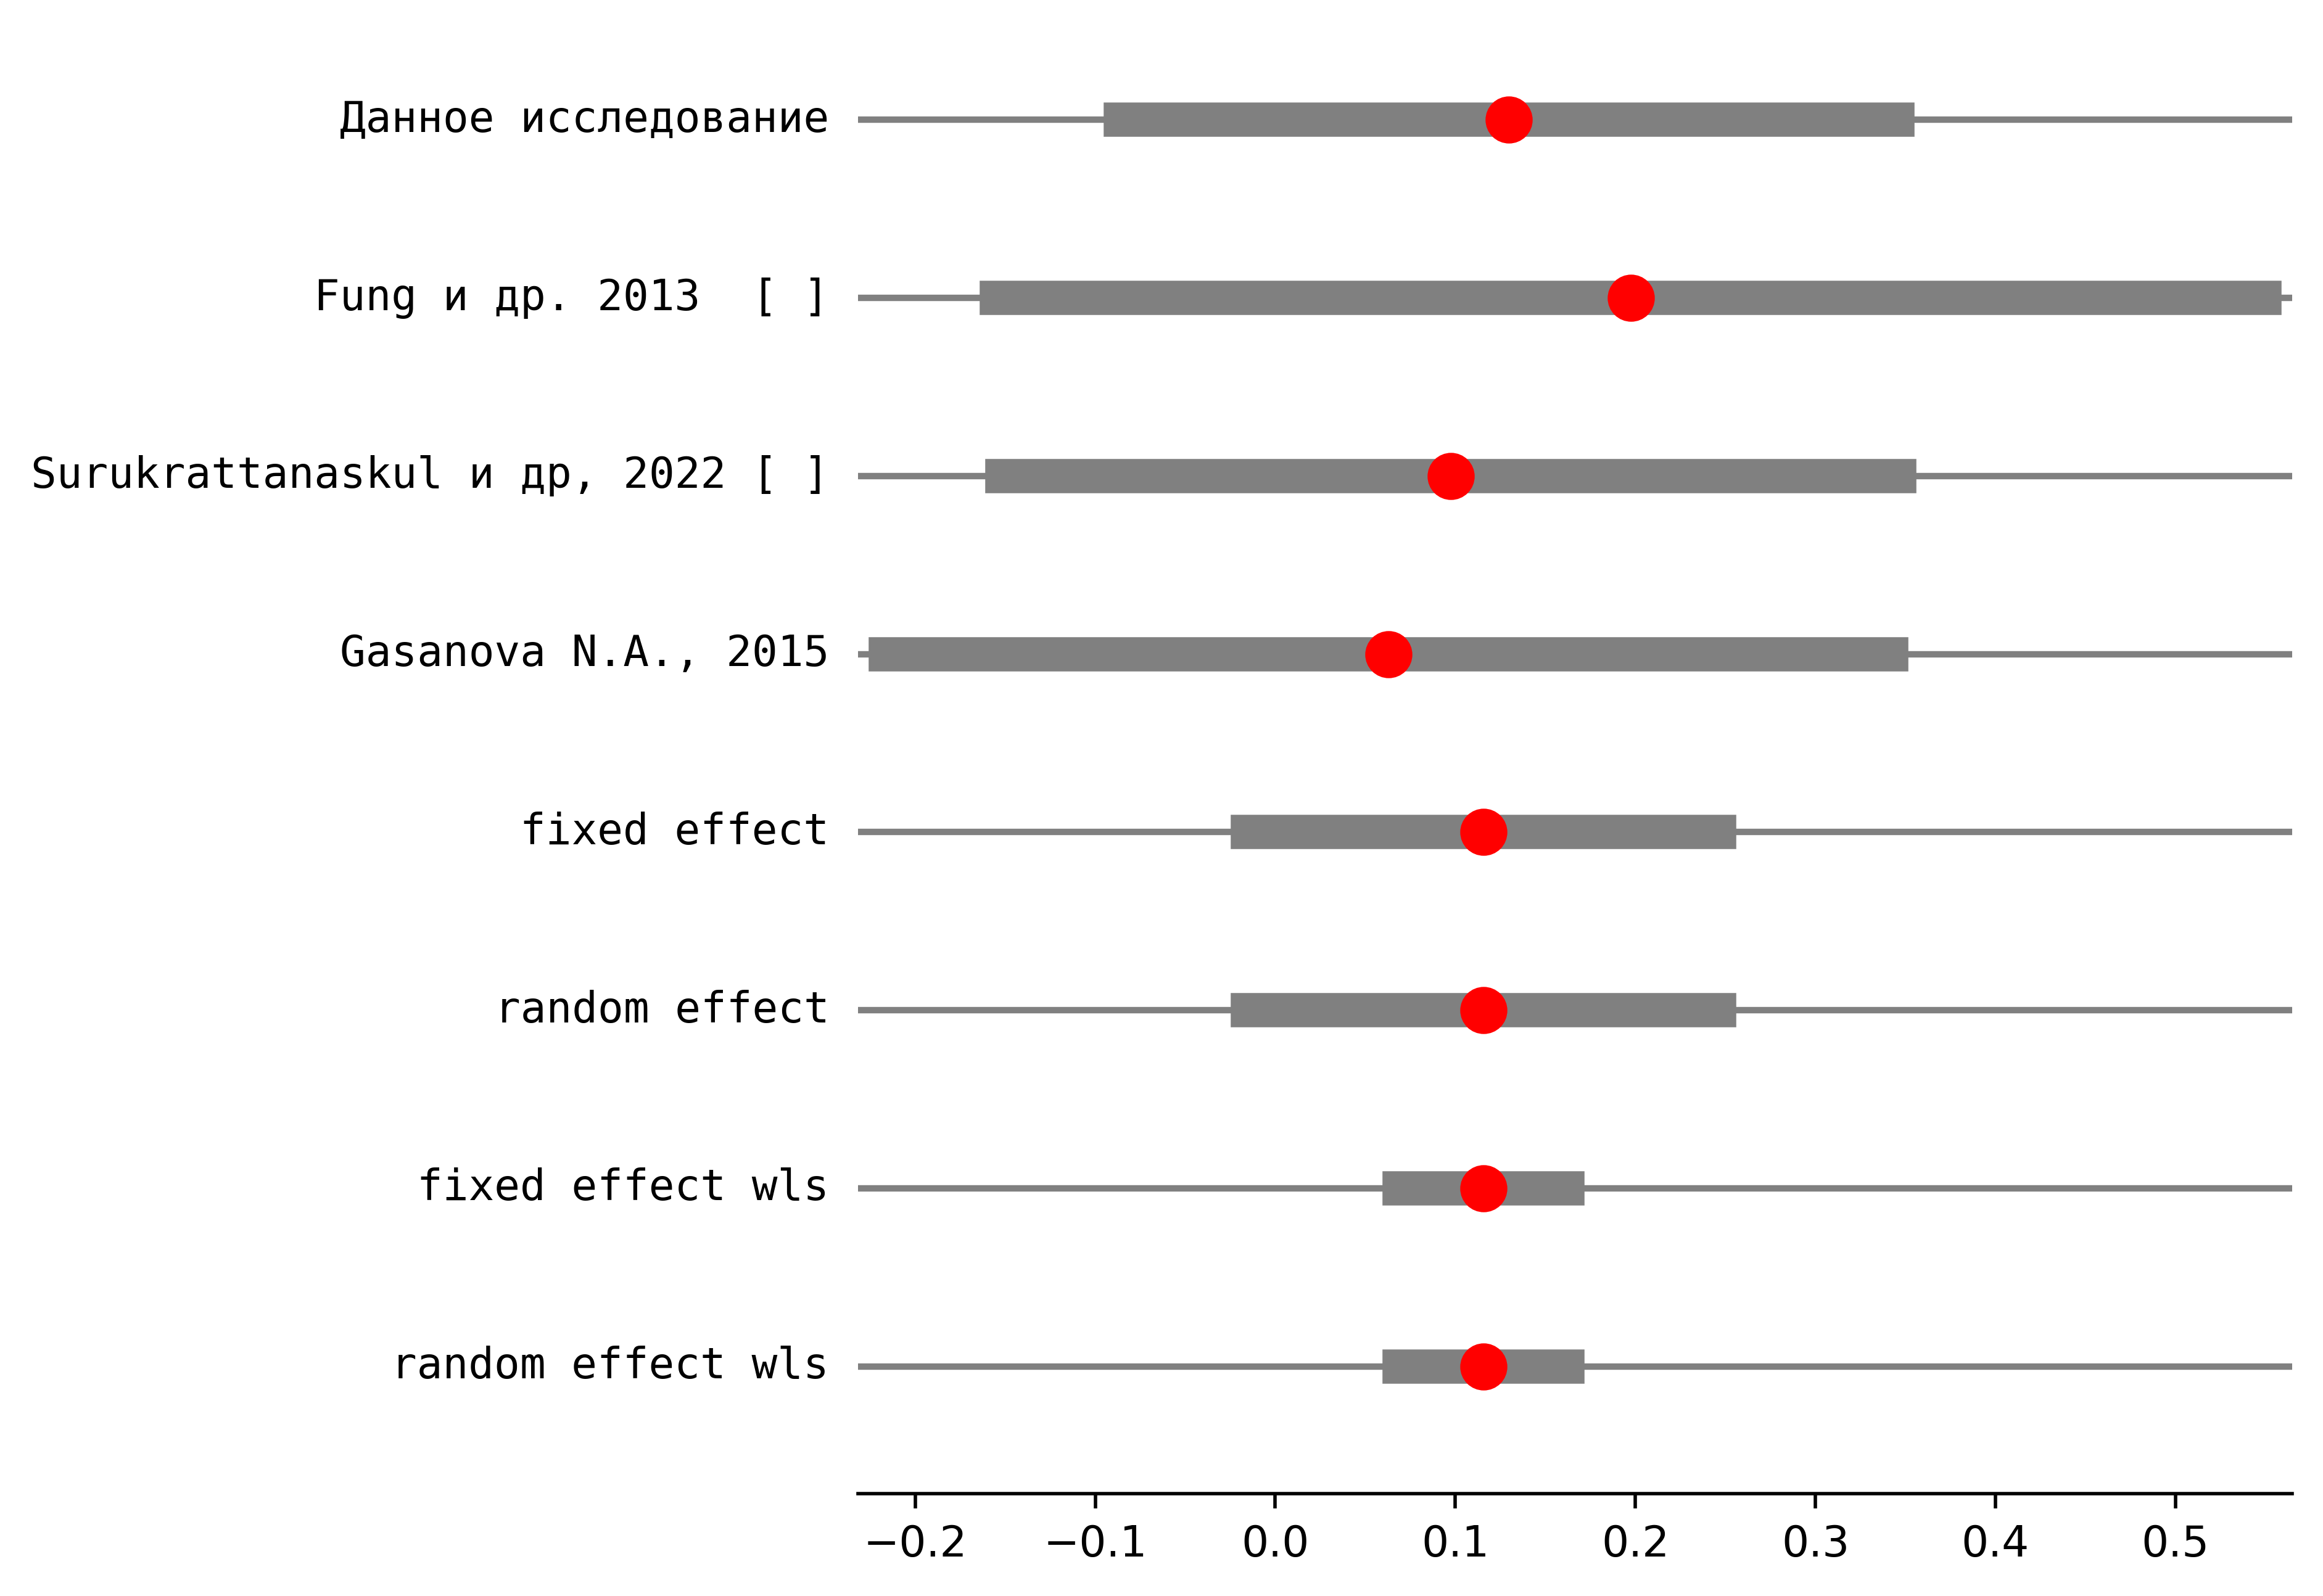 Данное исследование
Fung и др. 2013  [ ]
Surukrattanaskul и др, 2022 [ ]
Gasanova N.A., 2015
fixed effect
random effect
fixed effect wls
random effect wls
−0.2 −0.1 0.0 0.1 0.2 0.3 0.4 0.5